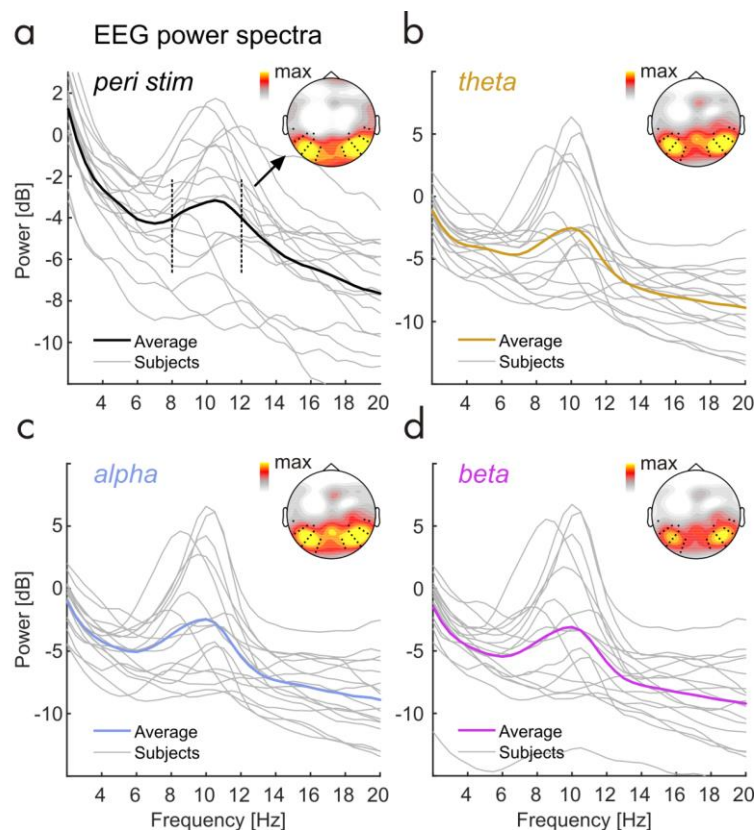 a EEG power spectra
peri stim
max
2
0
-2
-4
-6
-8
-10
Power [dB]
Average
Subjects
4 6 8 10 12 14 16 18 20
b
theta
max
5
0
-5
-10
Average
Subjects
4 6 8 10 12 14 16 18 20
c
alpha
max
5
0
-5
-10
Power [dB]
Average
Subjects
4 6 8 10 12 14 16 18 20
Frequency [Hz]
d
beta
max
5
0
-5
-10
Average
Subjects
4 6 8 10 12 14 16 18 20
Frequency [Hz]